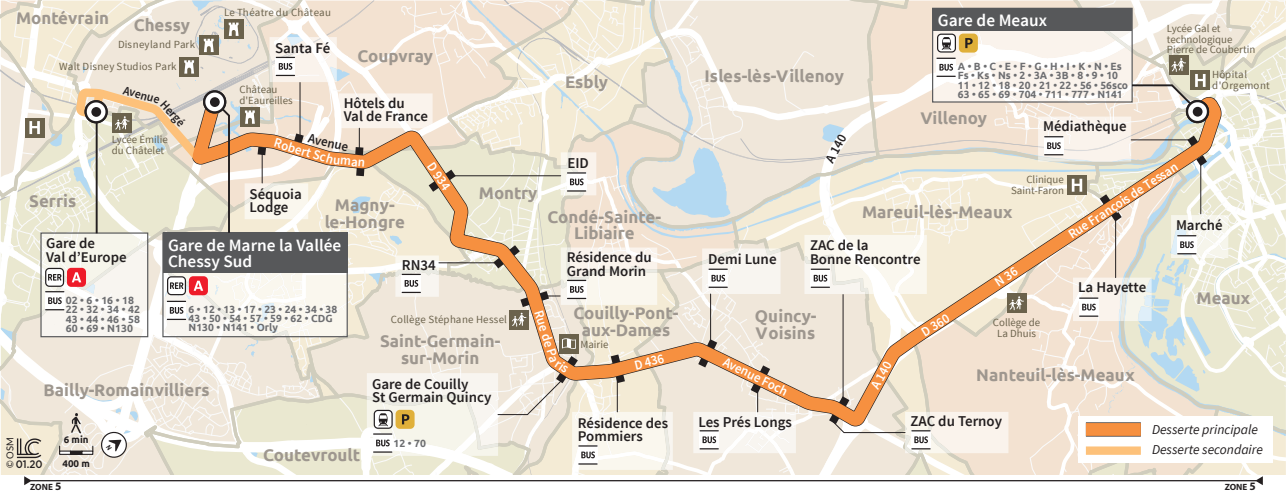 Montévrain
Chessy
Le Théatre du Château
Disneyland Park
Walt Disney Studios Park
Château
d'Eaureilles
Avenue Hergé
H
Lycée Émilie
du Châtelet
Serris
Santa Fé
BUS
Coupvray
Hôtels du
Val de France
Avenue
Robert Schuman
Séquoia
Lodge
BUS
Magny-
le-Hongre
D 934
EID
BUS
Montry
Esbly
Condé-Sainte-
Libiaire
Isles-lès-Villenoy
A 140
Gare de Meaux
P
BUS A • B • C • E • F • G • H • I • K • N • Es
Fs • Ks • Ns • 2 • 3A • 3B • 8 • 9 • 10
11 • 12 • 18 • 20 • 21 • 22 • 56 • 56sco
63 • 65 • 69 • 704 • 711 • 777 • N141
Lycée Gal et
technologique
Pierre de Coubertin
H
Hôpital
d'Orgemont
Villenoy
Médiathèque
BUS
Clinique
Saint-Faron
H
Rue François de Tessan
Mareuil-lès-Meaux
Marché
BUS
La Hayette
BUS
Meaux
Gare de
Val d'Europe
RER A
BUS 02 • 6 • 16 • 18
22 • 32 • 34 • 42
43 • 44 • 46 • 58
60 • 69 • N130
Gare de Marne la Vallée
Chessy Sud
RER A
BUS 6 • 12 • 13 • 17 • 23 • 24 • 34 • 38
43 • 50 • 54 • 57 • 59 • 62 • CDG
N130 • N141 • Orly
RN34
BUS
Résidence du
Grand Morin
BUS
Collège Stéphane Hessel
Rue de Paris
Mairie
Couilly-Pont-
aux-Dames
Saint-Germain-
sur-Morin
Demi Lune
BUS
ZAC de la
Bonne Rencontre
BUS
Quincy-
Voisins
N 36
D 360
A 140
Collège de
La Dhuis
Nanteuil-lès-Meaux
D 436
Avenue Foch
Bailly-Romainvilliers
Gare de Couilly
St Germain Quincy
P
BUS 12 • 70
Résidence des
Pommiers
BUS
Les Prés Longs
BUS
ZAC du Ternoy
BUS
Coutevroult
© OSM
LC
01.20
6 min
400 m
Desserte principale
Desserte secondaire
ZONE 5
ZONE 5